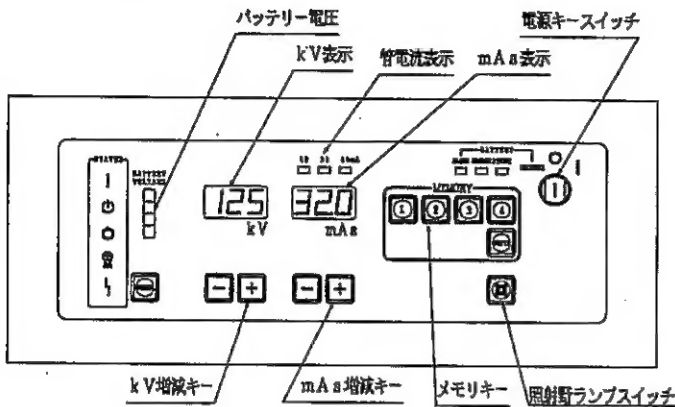 バッテリー電圧
電源キースイッチ
kV表示
管電流表示
mAs表示
STATUS
BATTERY
VOLTAGE
BATTERY
MEMORY
125
320
kV
mAs
1
2
3
4
kV増減キー
mAs増減キー
メモリキー
照射野ランプスイッチ